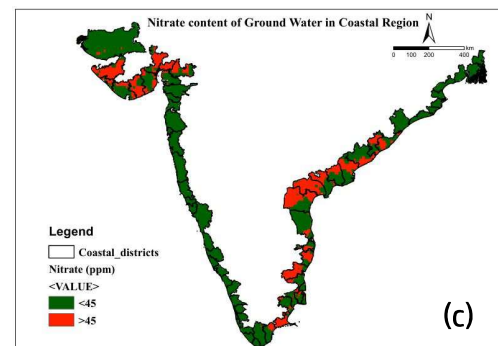 Nitrate content of Ground Water in Coastal Region
N
0 100 200 400
km
Legend
Coastal_districts
Nitrate (ppm)
<VALUE>
<45
>45
(c)